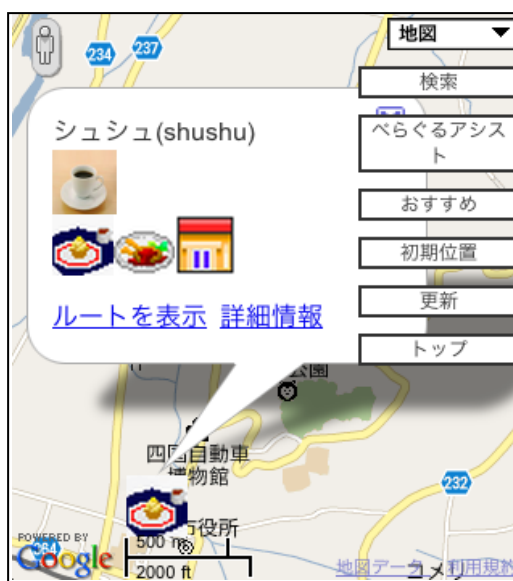 地図
234
237
検索
シュシュ(shushu)
べらぐるアシス
ト
おすすめ
初期位置
ルートを表示 詳細情報
更新
トップ
公園
四国自動車
博物館
232
市役所
POWERED BY
Google
500 m
2000 ft
地図データ
利用規約